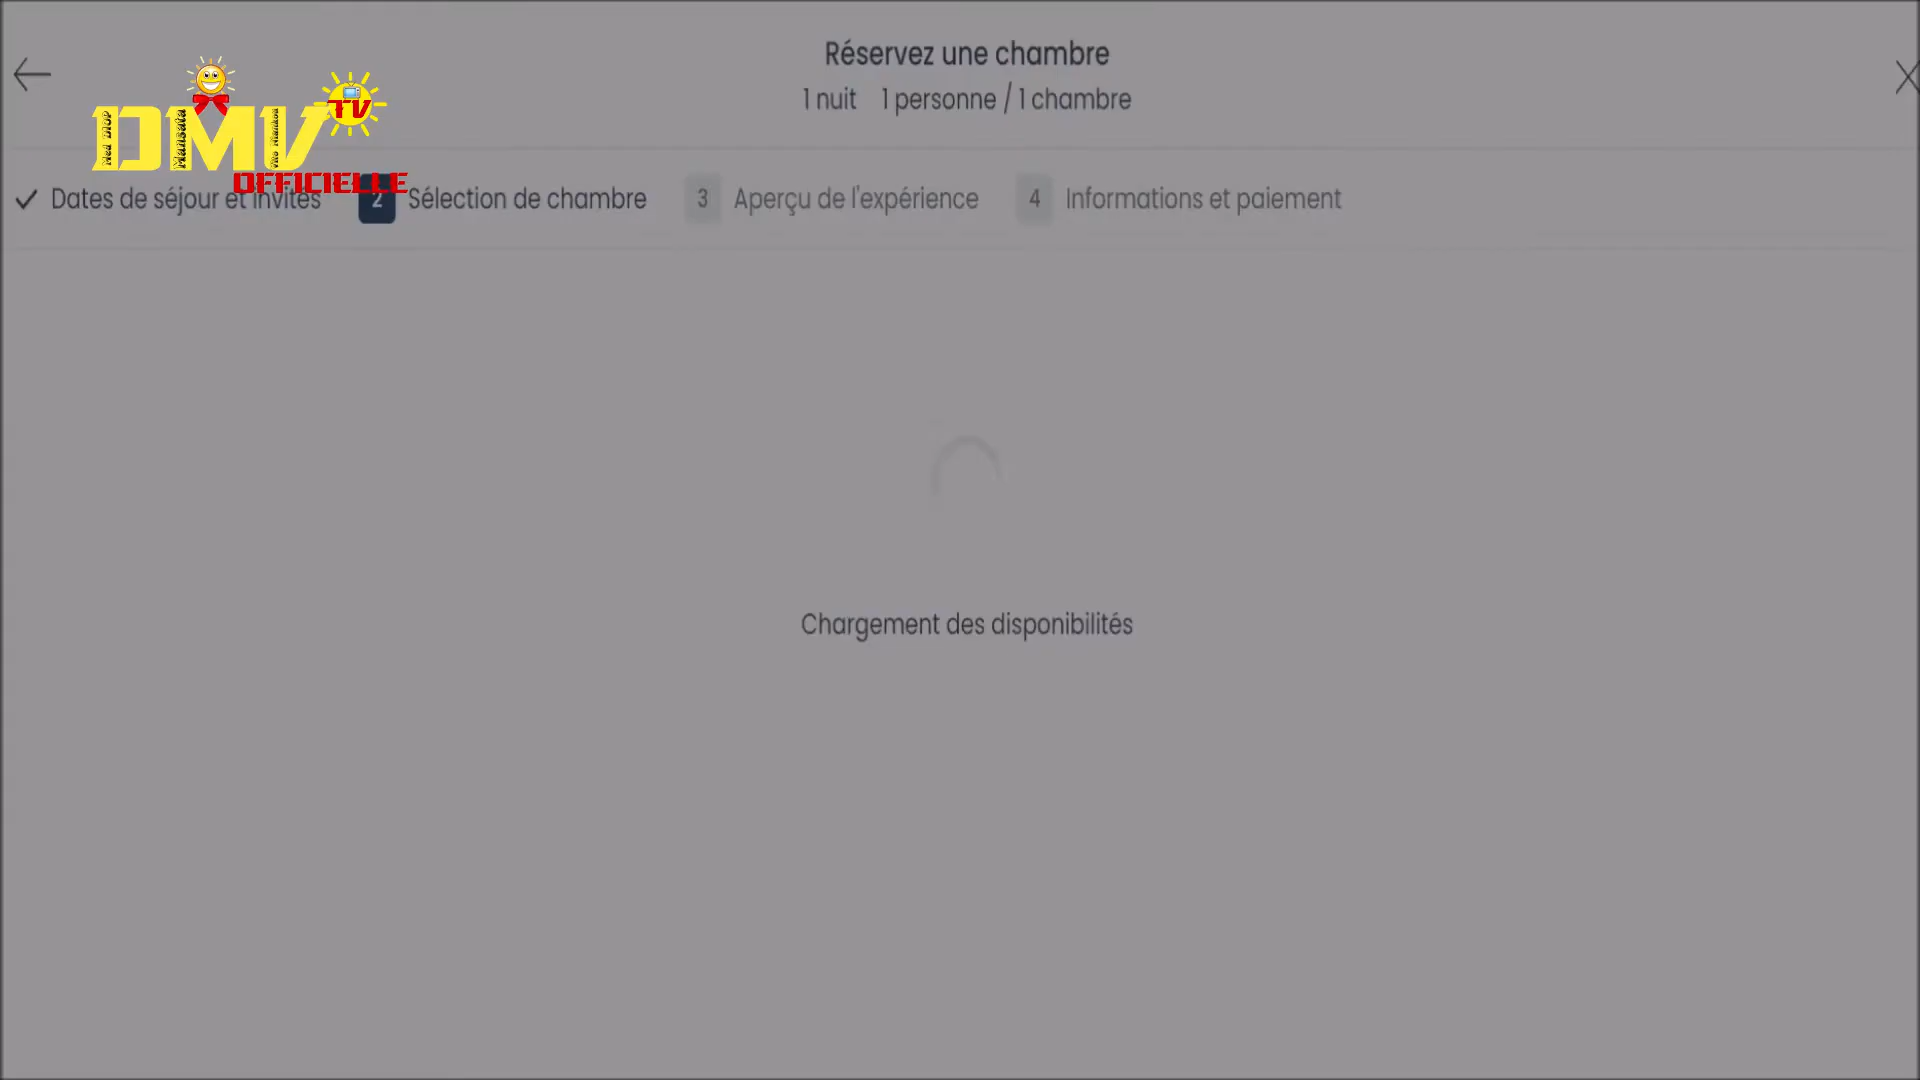 Réservez une chambre
1 nuit 1 personne / 1 chambre
DMV TV
OFFICIELLE
Dates de séjour et invités 2 Sélection de chambre 3 Aperçu de l'expérience 4 Informations et paiement
Chargement des disponibilités